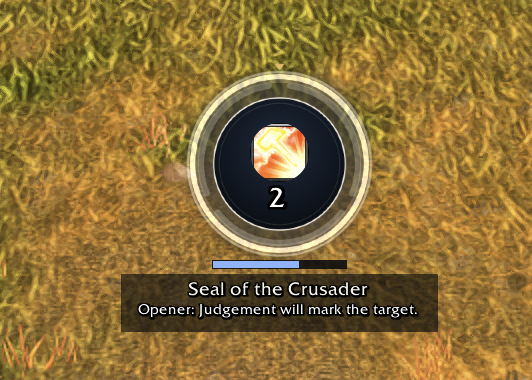 2
Seal of the Crusader
Opener: Judgement will mark the target.